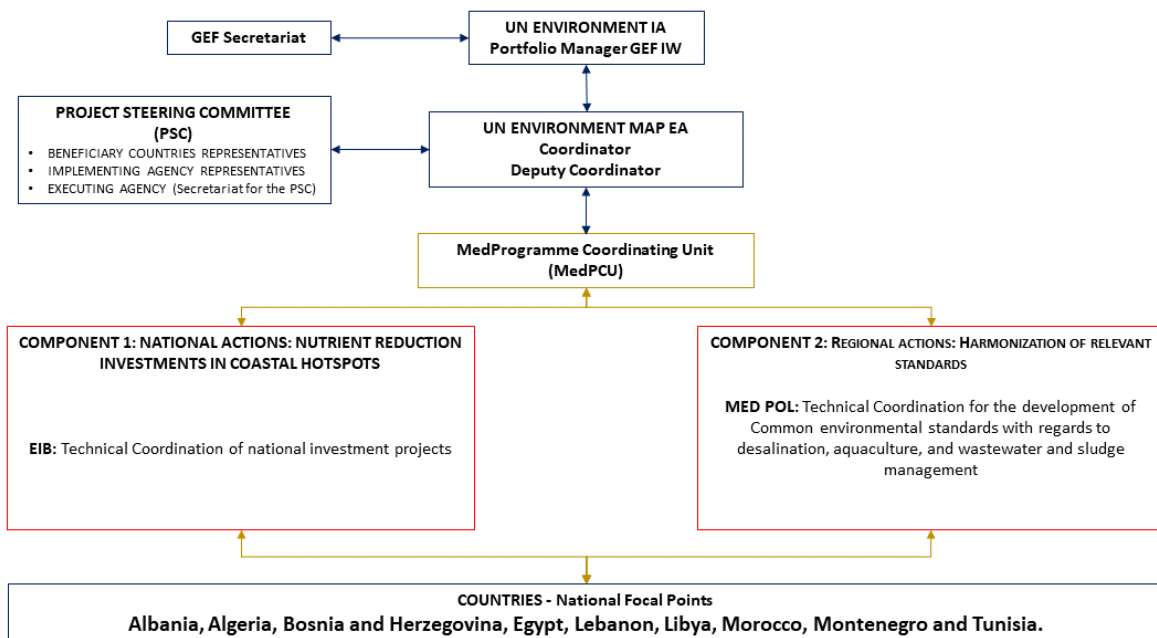 GEF Secretariat
UN ENVIRONMENT IA
Portfolio Manager GEF IW
PROJECT STEERING COMMITTEE
(PSC)
• BENEFICIARY COUNTRIES REPRESENTATIVES
• IMPLEMENTING AGENCY REPRESENTATIVES
• EXECUTING AGENCY (Secretariat for the PSC)
UN ENVIRONMENT MAP EA
Coordinator
Deputy Coordinator
MedProgramme Coordinating Unit
(MedPCU)
COMPONENT 1: NATIONAL ACTIONS: NUTRIENT REDUCTION
INVESTMENTS IN COASTAL HOTSPOTS
EIB: Technical Coordination of national investment projects
COMPONENT 2: REGIONAL ACTIONS: HARMONIZATION OF RELEVANT
STANDARDS
MED POL: Technical Coordination for the development of
Common environmental standards with regards to
desalination, aquaculture, and wastewater and sludge
management
COUNTRIES - National Focal Points
Albania, Algeria, Bosnia and Herzegovina, Egypt, Lebanon, Libya, Morocco, Montenegro and Tunisia.